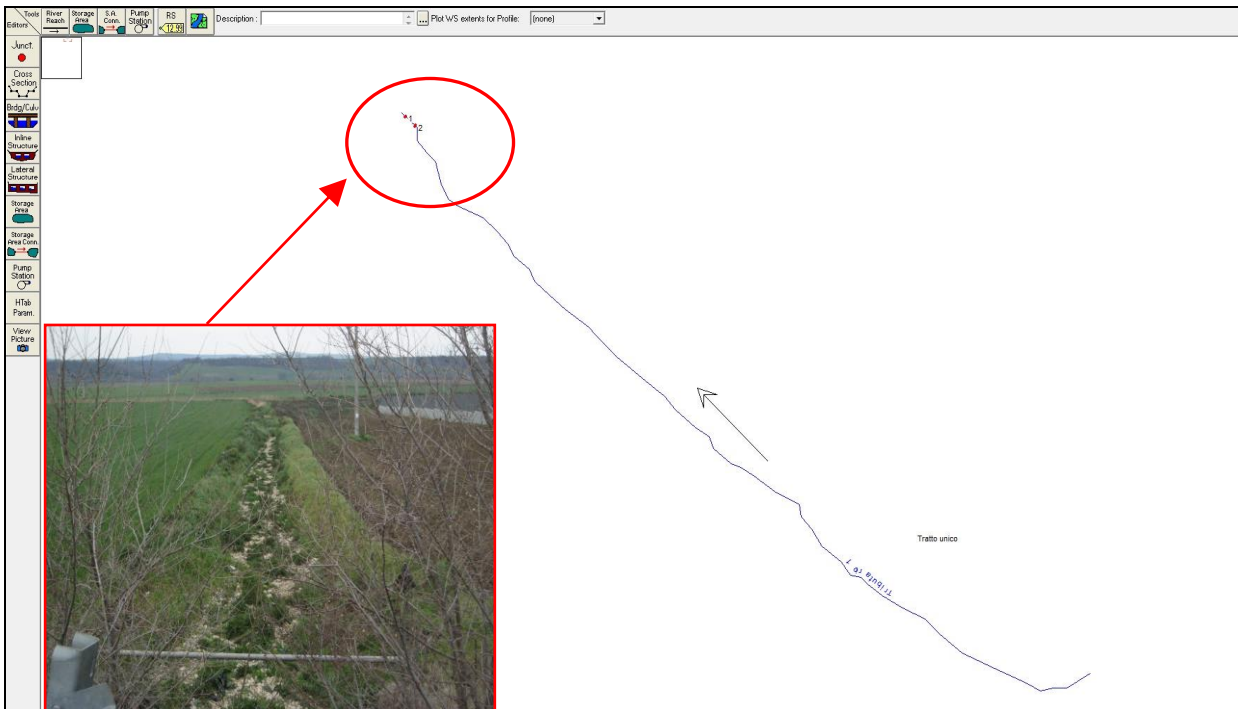 Tools
Editors
River
Reach
Storage
Area
S.A.
Conn.
Pump
Station
RS
12.99
Description :
...
Plot WS extents for Profile:
(none)
Junct.
Cross
Section
Brdg/Culv
Inline
Structure
Lateral
Structure
Storage
Area
Storage
Area Conn.
Pump
Station
HTab
Param.
View
Picture
1
2
Tratto unico